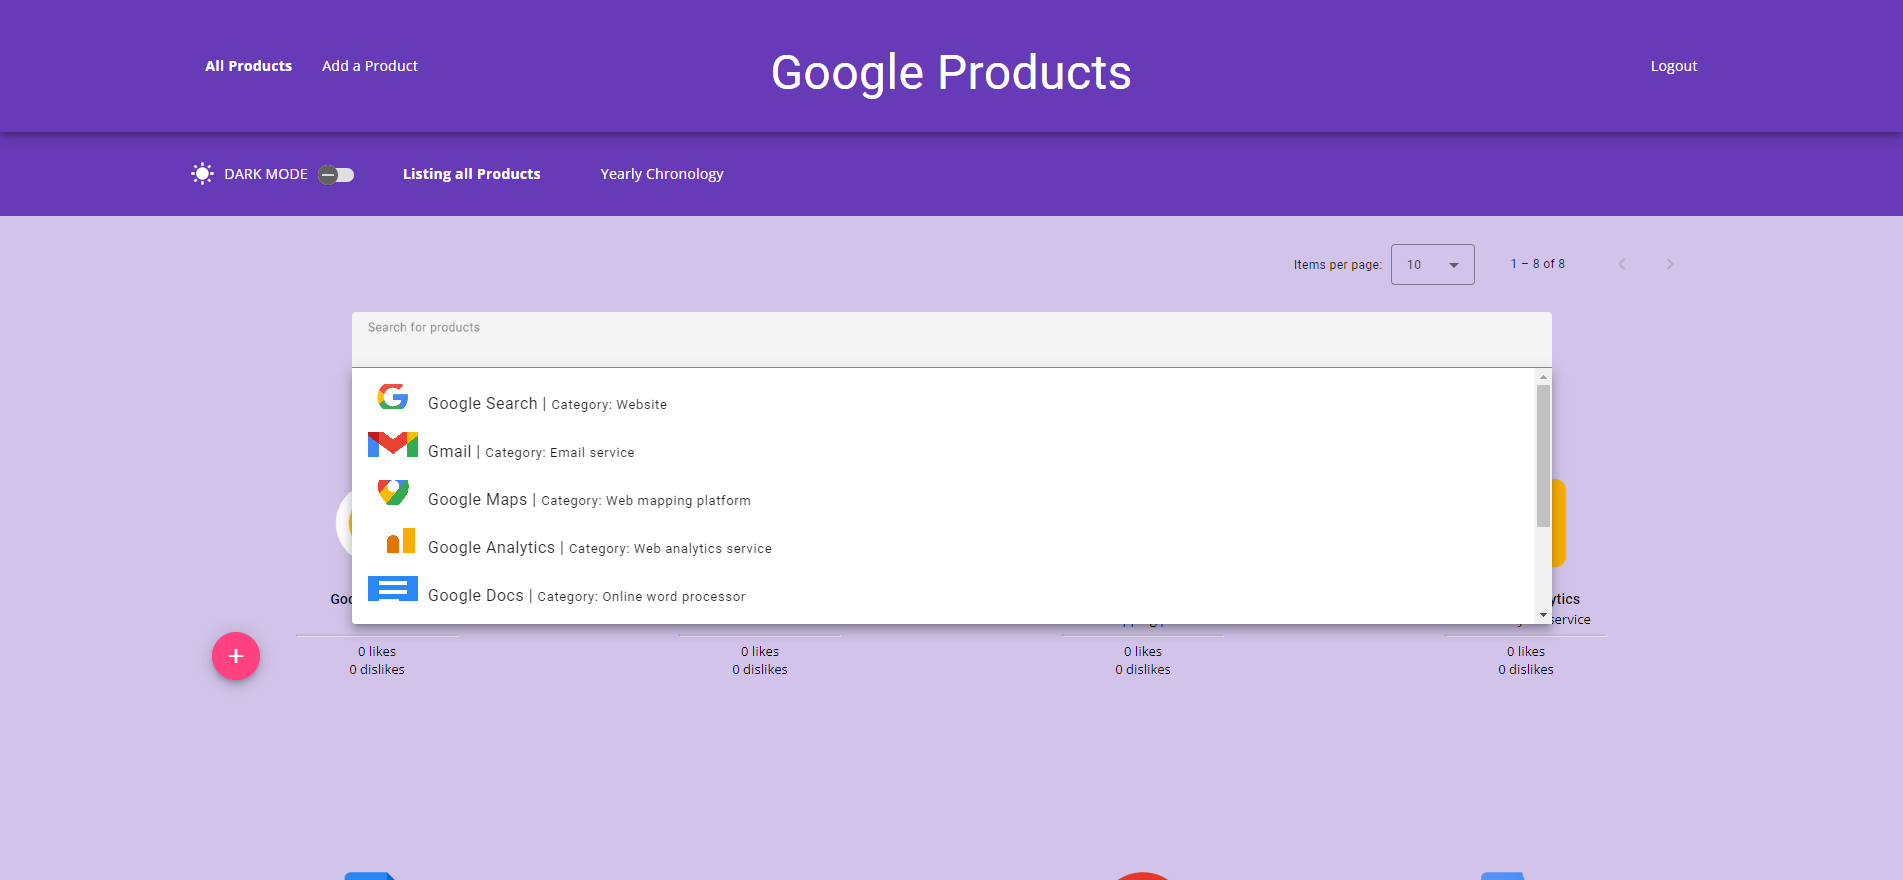 All Products
Add a Product
Google Products
Logout
DARK MODE
Listing all Products
Yearly Chronology
Items per page:
10
1 – 8 of 8
Search for products
Google Search | Category: Website
Gmail | Category: Email service
Google Maps | Category: Web mapping platform
Google Analytics | Category: Web analytics service
Google Docs | Category: Online word processor
service
0 likes
0 dislikes
0 likes
0 dislikes
0 likes
0 dislikes
0 likes
0 dislikes